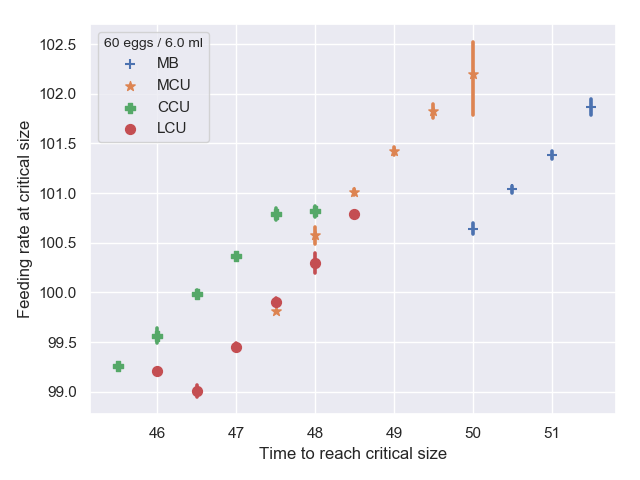 60 eggs / 6.0 ml
MB
MCU
CCU
LCU
102.5
102.0
101.5
101.0
100.5
100.0
99.5
99.0
Feeding rate at critical size
46 47 48 49 50 51
Time to reach critical size